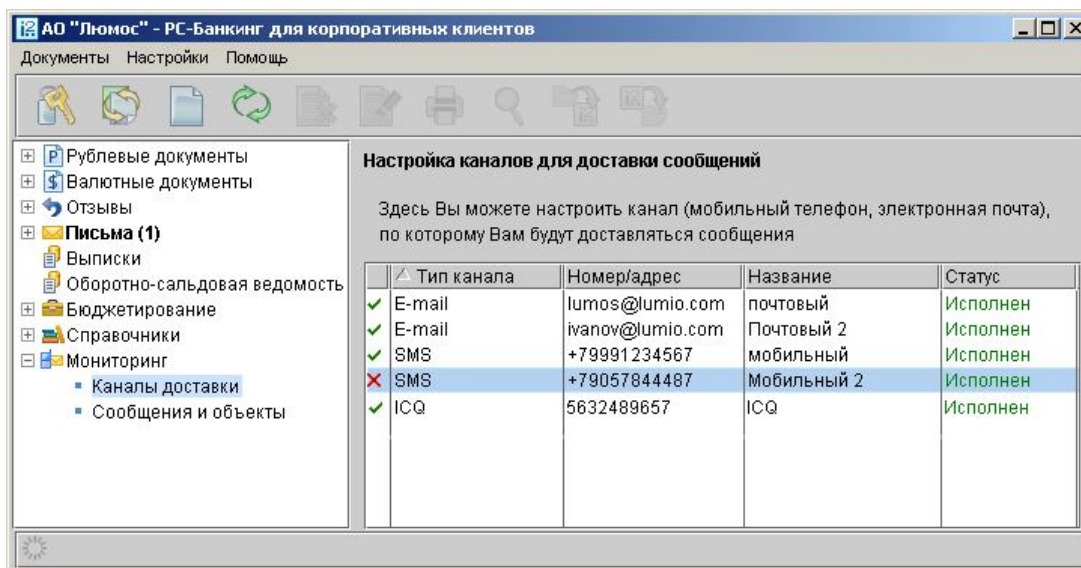 АО "Люмос" - РС-Банкинг для корпоративных клиентов
Документы Настройки Помощь
Рублевые документы
Валютные документы
Отзывы
Письма (1)
Выписки
Оборотно-сальдовая ведомость
Бюджетирование
Справочники
Мониторинг
Каналы доставки
Сообщения и объекты
Настройка каналов для доставки сообщений
Здесь Вы можете настроить канал (мобильный телефон, электронная почта),
по которому Вам будут доставляться сообщения
Тип канала Номер/адрес Название Статус
E-mail lumos@lumio.com почтовый Исполнен
E-mail ivanov@lumio.com Почтовый 2 Исполнен
SMS +79991234567 мобильный Исполнен
SMS +79057844487 Мобильный 2 Исполнен
ICQ 5632489657 ICQ Исполнен